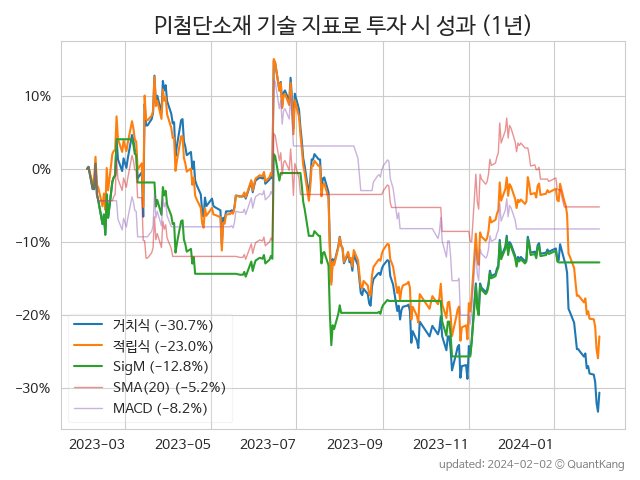 PI첨단소재 기술 지표로 투자 시 성과 (1년)
10%
0%
−10%
−20%
−30%
거치식 (−30.7%)
적립식 (−23.0%)
SigM (−12.8%)
SMA(20) (−5.2%)
MACD (−8.2%)
2023−03 2023−05 2023−07 2023−09 2023−11 2024−01
updated: 2024−02−02 © QuantKang